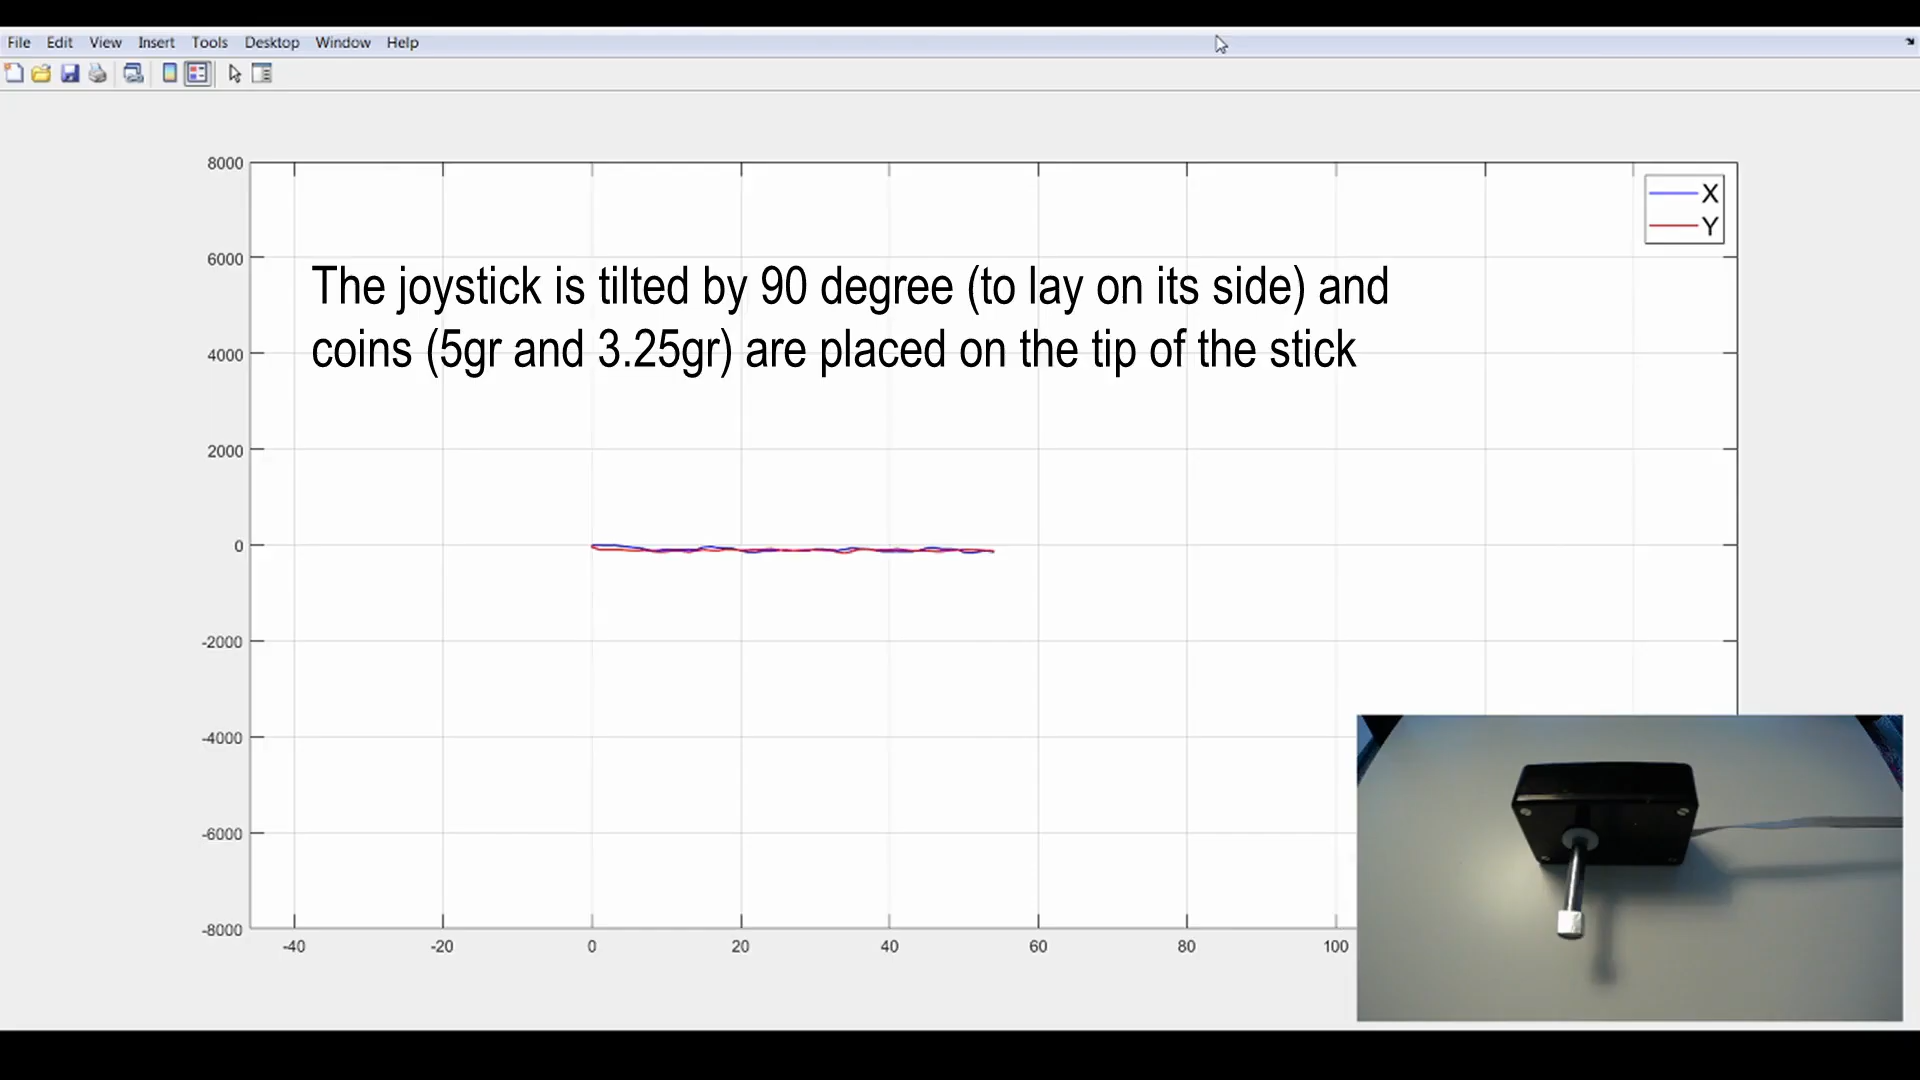 File Edit View Insert Tools Desktop Window Help
8000
X
Y
6000
The joystick is tilted by 90 degree (to lay on its side) and
coins (5gr and 3.25gr) are placed on the tip of the stick
4000
2000
0
-2000
-4000
-6000
-8000
-40 -20 0 20 40 60 80 100